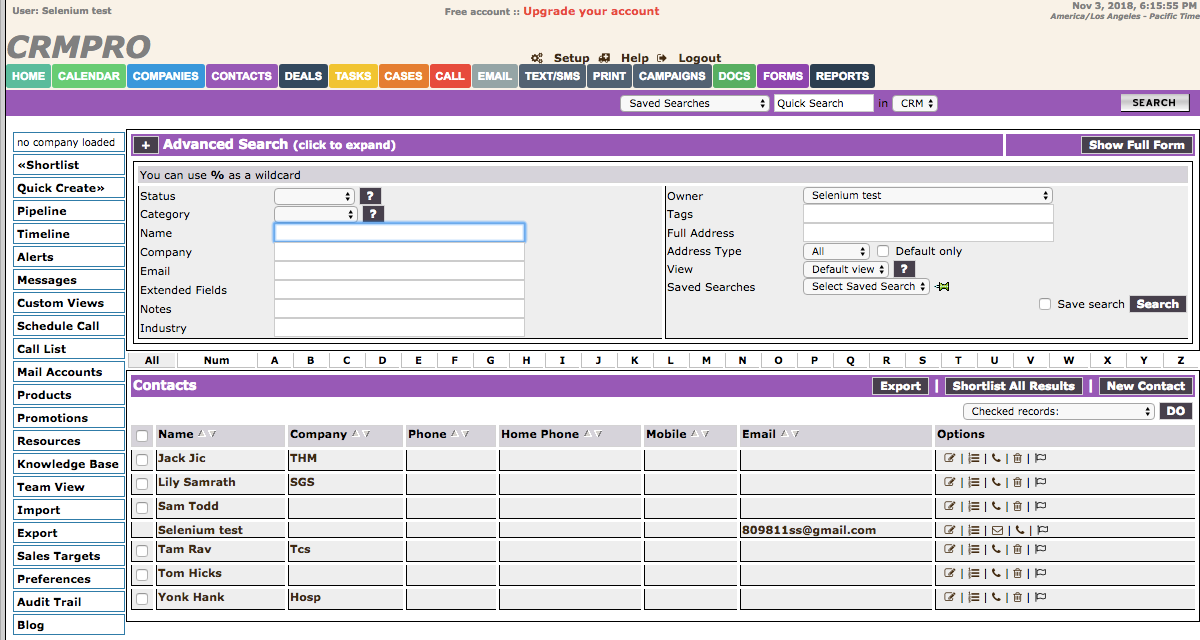 User: Selenium test
Free account :: Upgrade your account
Nov 3, 2018, 6:15:55 PM
America/Los Angeles - Pacific Time
CRMPRO
Setup Help Logout
HOME CALENDAR COMPANIES CONTACTS DEALS TASKS CASES CALL EMAIL TEXT/SMS PRINT CAMPAIGNS DOCS FORMS REPORTS
Saved Searches Quick Search in CRM SEARCH
no company loaded
«Shortlist
Quick Create»
Pipeline
Timeline
Alerts
Messages
Custom Views
Schedule Call
Call List
Mail Accounts
Products
Promotions
Resources
Knowledge Base
Team View
Import
Export
Sales Targets
Preferences
Audit Trail
Blog
+ Advanced Search (click to expand) Show Full Form
You can use % as a wildcard
Status ?
Category ?
Name
Company
Email
Extended Fields
Notes
Industry
Owner Selenium test
Tags
Full Address
Address Type All Default only
View Default view ?
Saved Searches Select Saved Search
Save search Search
All Num A B C D E F G H I J K L M N O P Q R S T U V W X Y Z
Contacts Export | Shortlist All Results | New Contact
Checked records: DO
Name Company Phone Home Phone Mobile Email Options
Jack Jic THM
Lily Samrath SGS
Sam Todd
Selenium test 809811ss@gmail.com
Tam Rav Tcs
Tom Hicks
Yonk Hank Hosp